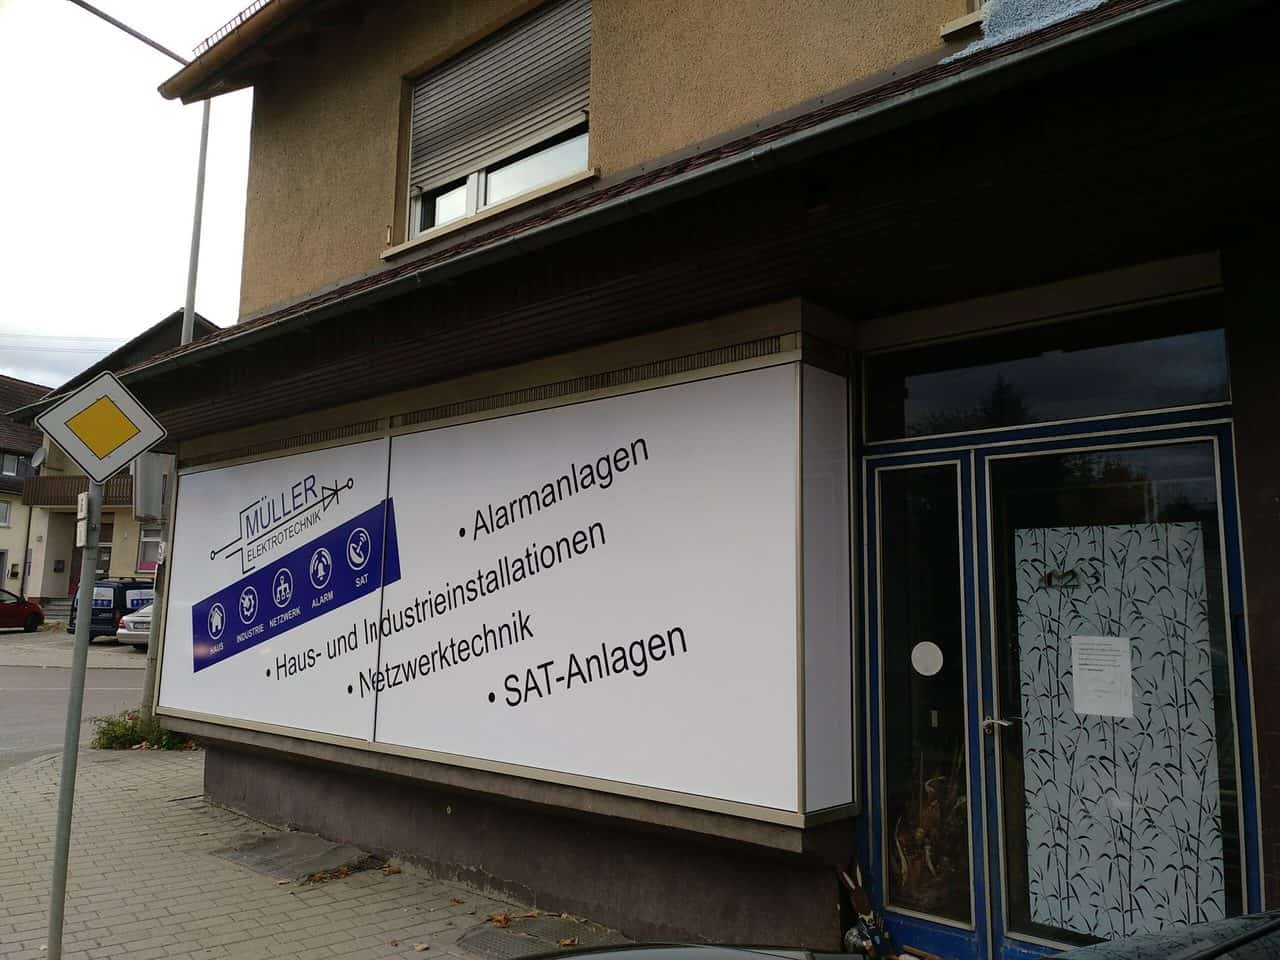 MÜLLER
ELEKTROTECHNIK
HAUS
INDUSTRIE
NETZWERK
ALARM
SAT
• Alarmanlagen
• Haus- und Industrieinstallationen
• Netzwerktechnik
• SAT-Anlagen